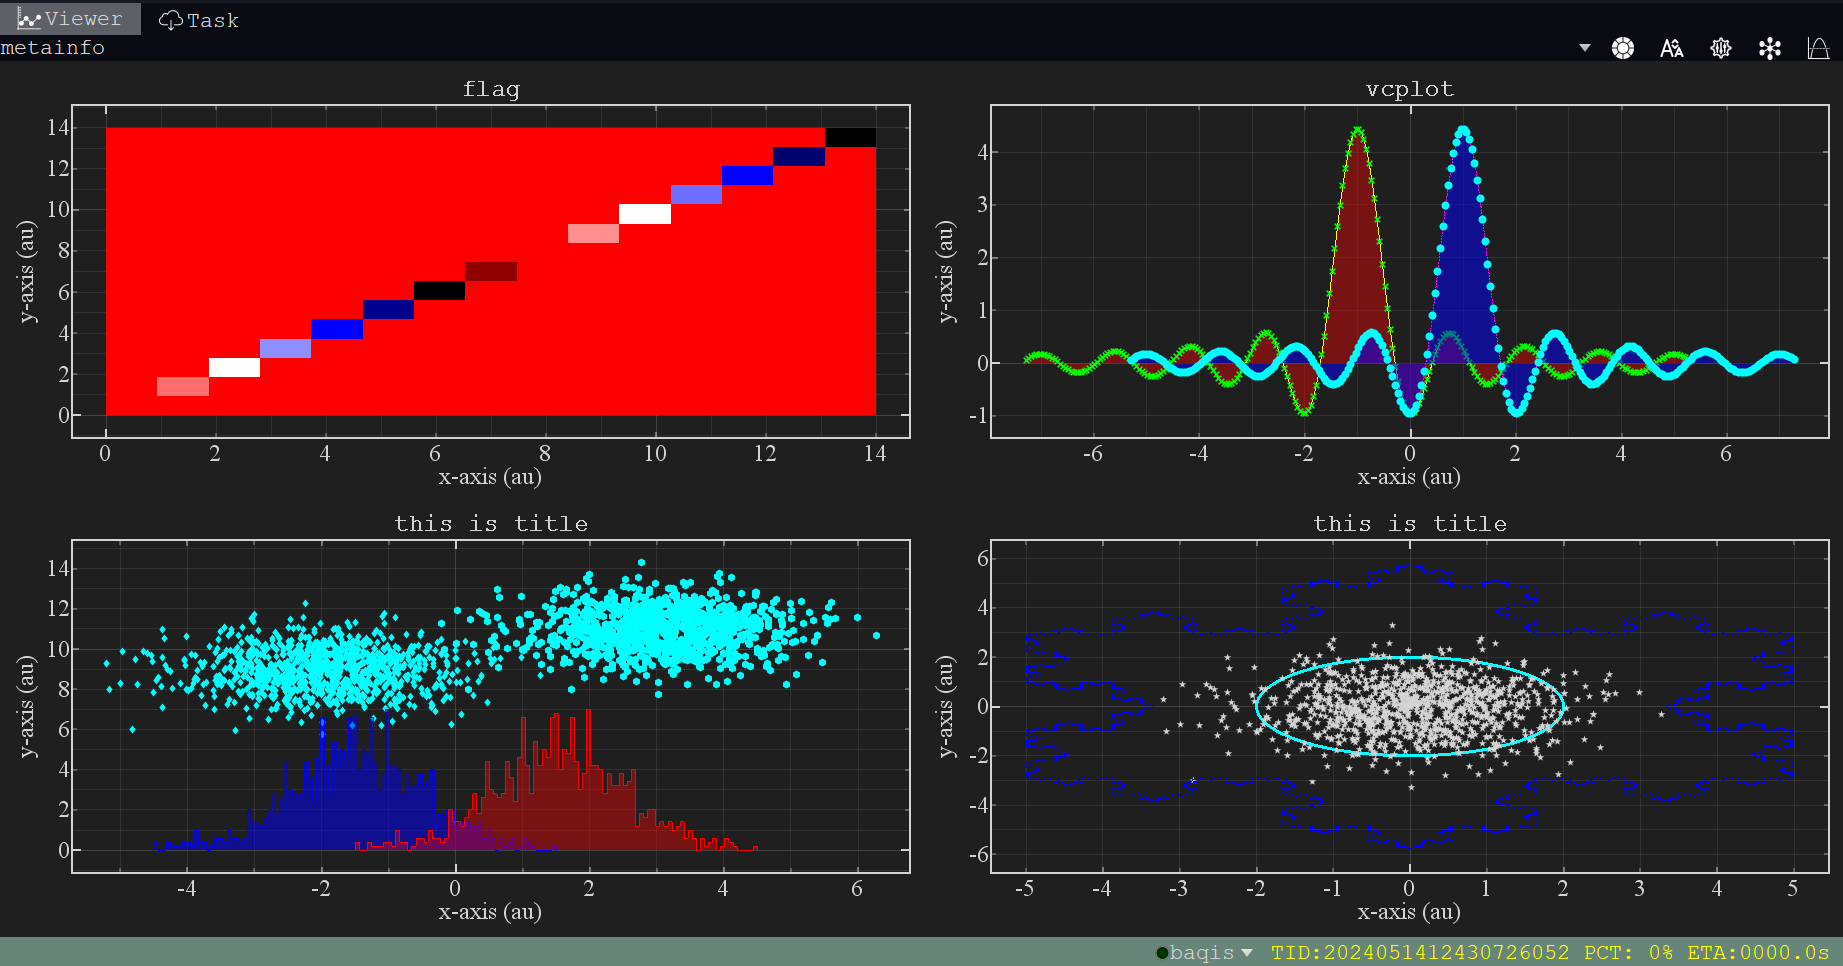 Viewer Task
metainfo
flag
14
12
10
8
6
4
2
0
y-axis (au)
0 2 4 6 8 10 12 14
x-axis (au)
vcplot
4
3
2
1
0
-1
y-axis (au)
-6 -4 -2 0 2 4 6
x-axis (au)
this is title
14
12
10
8
6
4
2
0
y-axis (au)
-4 -2 0 2 4 6
x-axis (au)
this is title
6
4
2
0
-2
-4
-6
y-axis (au)
-5 -4 -3 -2 -1 0 1 2 3 4 5
x-axis (au)
baqis TID:2024051412430726052 PCT: 0% ETA:0000.0s